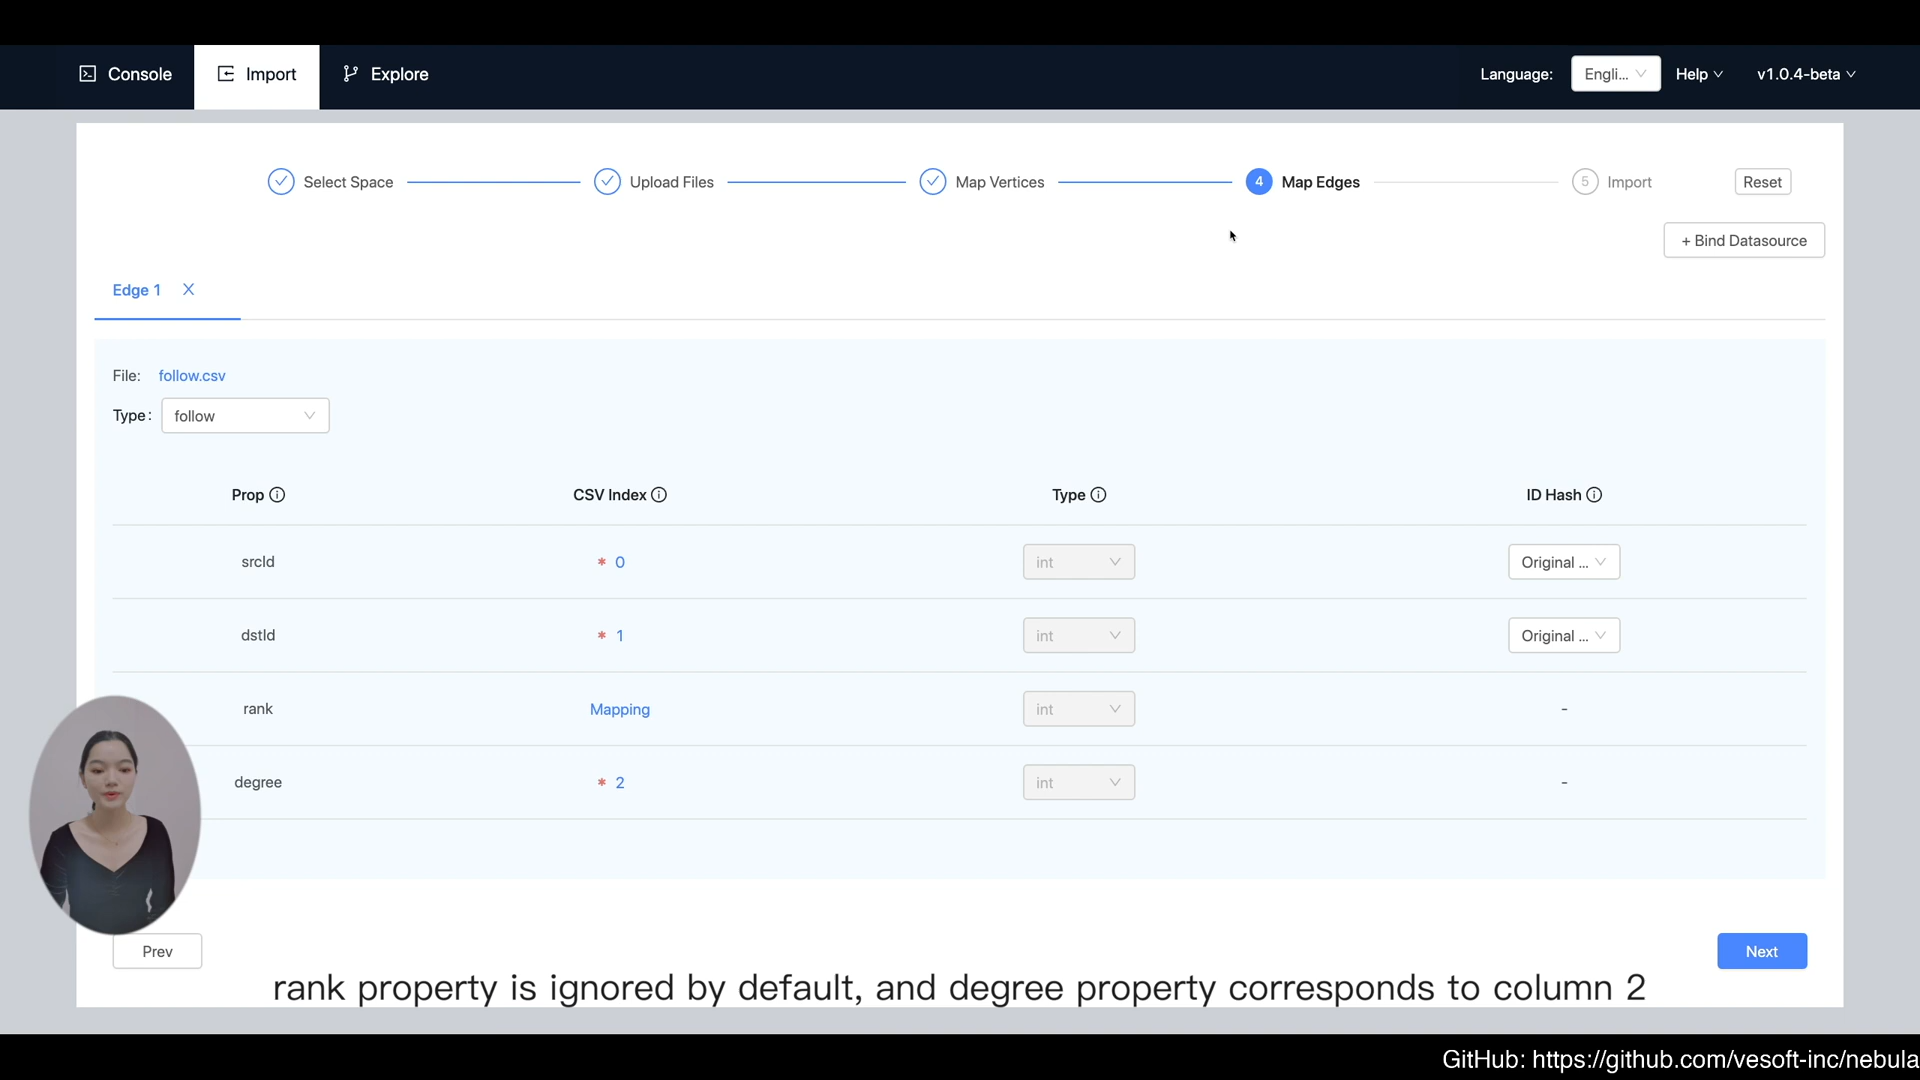 Console
Import
Explore
Language:
Engli...
Help
v1.0.4-beta
Select Space
Upload Files
Map Vertices
4
Map Edges
5
Import
Reset
+ Bind Datasource
Edge 1
File: follow.csv
Type: follow
Prop
CSV Index
Type
ID Hash
srcId
* 0
int
Original ...
dstId
* 1
int
Original ...
rank
Mapping
int
-
degree
* 2
int
-
Prev
Next
rank property is ignored by default, and degree property corresponds to column 2
GitHub: https://github.com/vesoft-inc/nebula